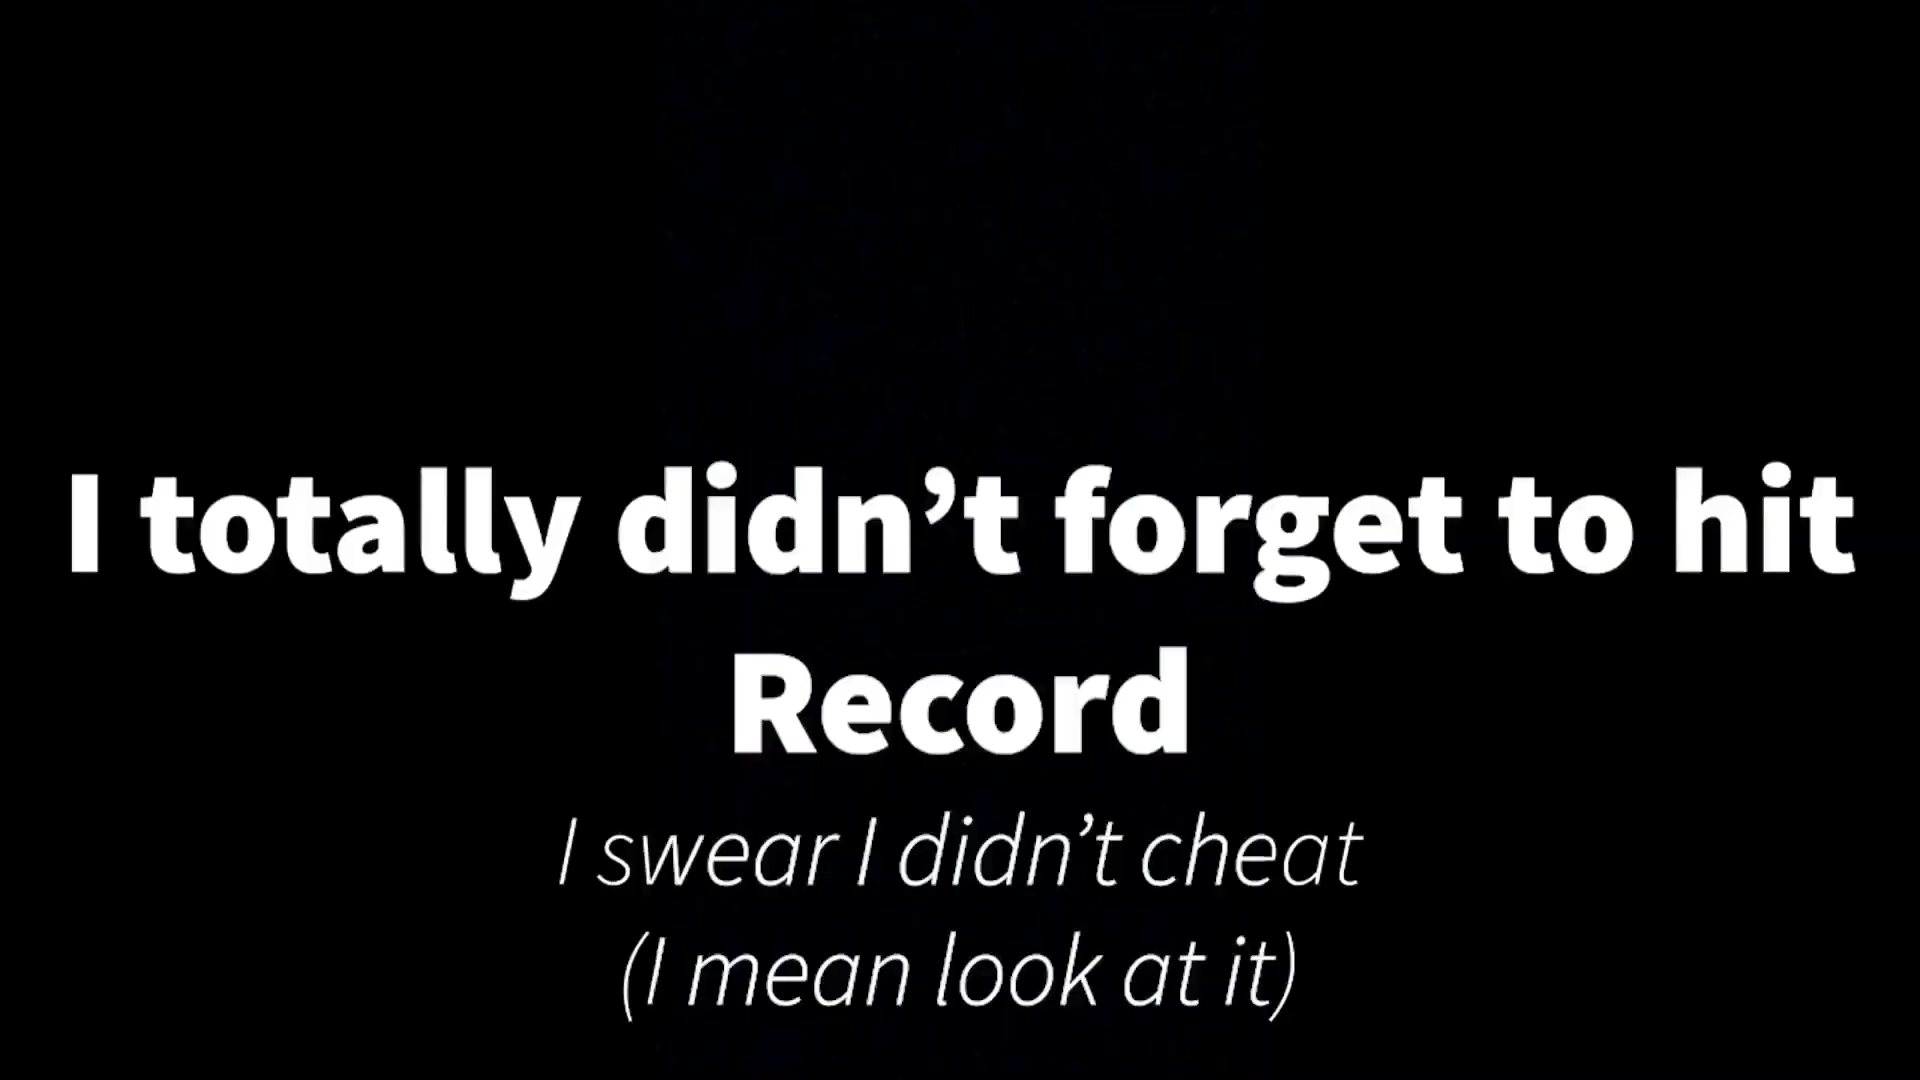 I totally didn’t forget to hit
Record
I swear I didn’t cheat
(I mean look at it)